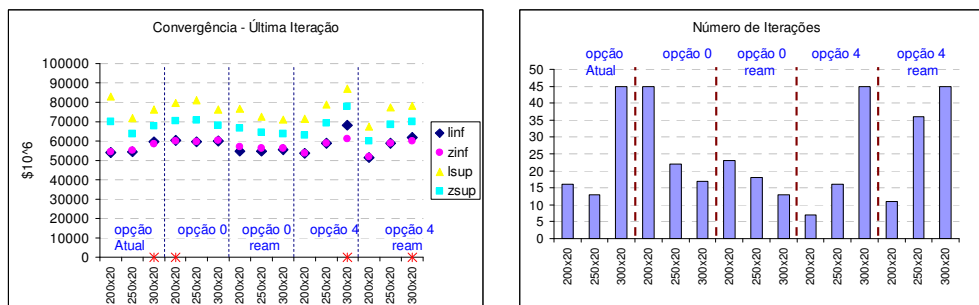 Convergência - Última Iteração
$10^6
100000
90000
80000
70000
60000
50000
40000
30000
20000
10000
0
opção
Atual
opção 0
opção 0
ream
opção 4
opção 4
ream
200x20
250x20
300x20
200x20
250x20
300x20
200x20
250x20
300x20
200x20
250x20
300x20
200x20
250x20
300x20
linf
zinf
lsup
zsup
Número de Iterações
opção
Atual
opção 0
opção 0
ream
opção 4
opção 4
ream
50
45
40
35
30
25
20
15
10
5
0
200x20
250x20
300x20
200x20
250x20
300x20
200x20
250x20
300x20
200x20
250x20
300x20
200x20
250x20
300x20